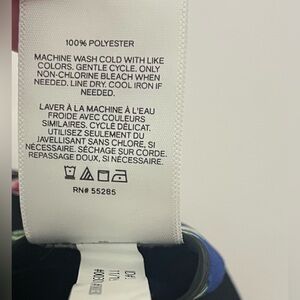 100% POLYESTER
MACHINE WASH COLD WITH LIKE
COLORS. GENTLE CYCLE. ONLY
NON-CHLORINE BLEACH WHEN
NEEDED. LINE DRY. COOL IRON IF
NEEDED.
LAVER À LA MACHINE À L'EAU
FROIDE AVEC COULEURS
SIMILAIRES. CYCLE DÉLICAT.
UTILISEZ SEULEMENT DU
JAVELLISANT SANS CHLORE, SI
NÉCESSAIRE. SÉCHAGE SUR CORDE.
REPASSAGE DOUX, SI NÉCESSAIRE.
RN# 55285